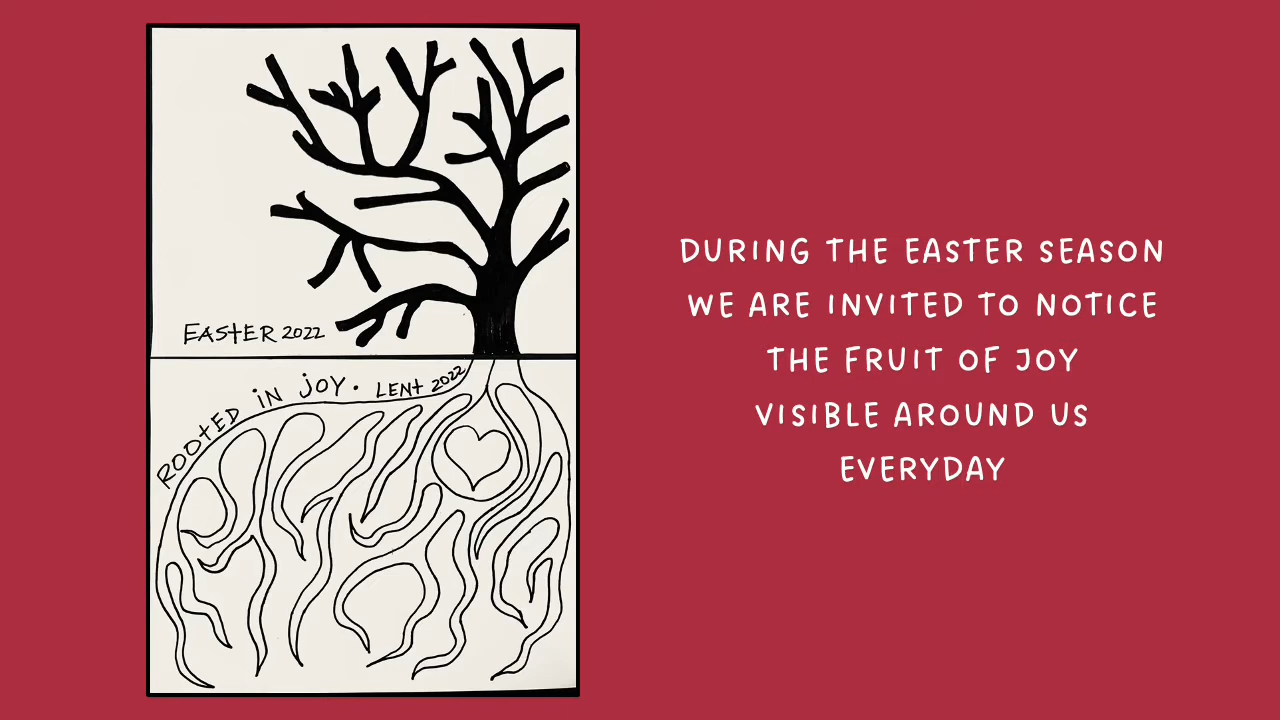 EASTER 2022
ROOTED IN JOY. LENT 2022
DURING THE EASTER SEASON
WE ARE INVITED TO NOTICE
THE FRUIT OF JOY
VISIBLE AROUND US
EVERYDAY